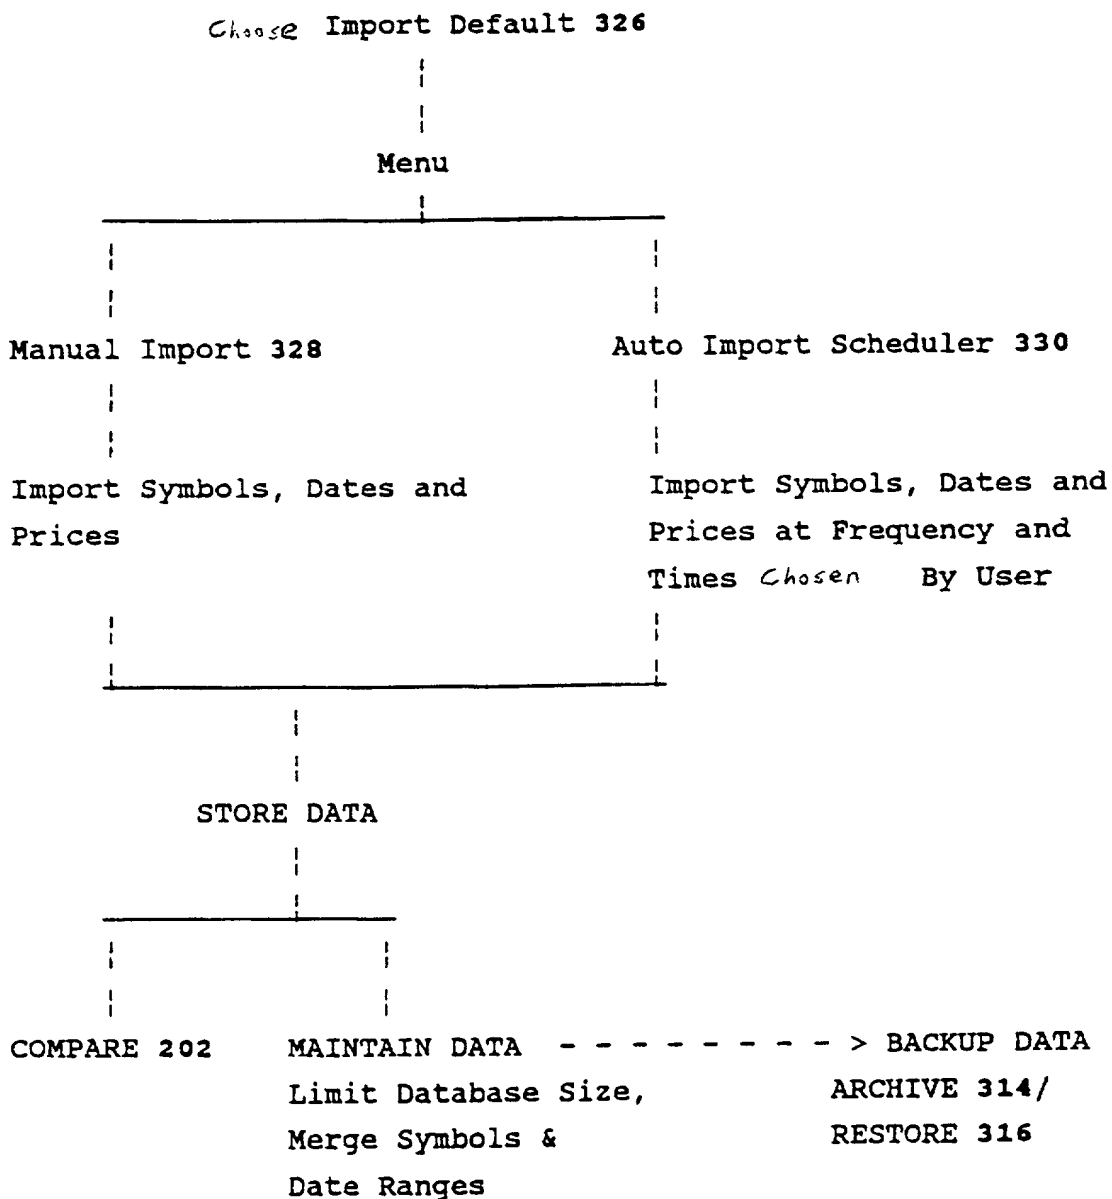 Choose Import Default 326
Menu
Manual Import 328
Auto Import Scheduler 330
Import Symbols, Dates and
Prices
Import Symbols, Dates and
Prices at Frequency and
Times Chosen By User
STORE DATA
COMPARE 202
MAINTAIN DATA - - - - - - - - > BACKUP DATA
Limit Database Size,
Merge Symbols &
Date Ranges
ARCHIVE 314/
RESTORE 316